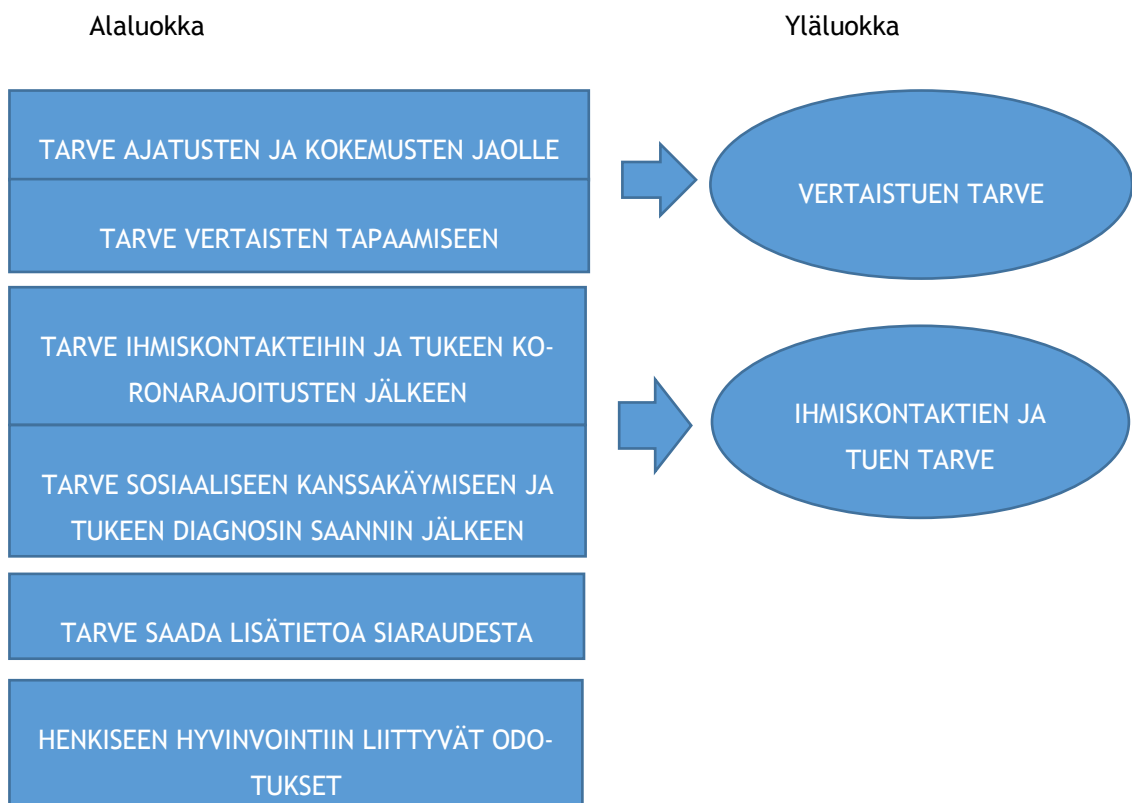 Alaluokka
Yläluokka
TARVE AJATUSTEN JA KOKEMUSTEN JAOLLE
TARVE VERTAISTEN TAPAAMISEEN
VERTAISTUEN TARVE
TARVE IHMISKONTAKTEIHIN JA TUKEEN KO-
RONARAJOITUSTEN JÄLKEEN
TARVE SOSIAALISEEN KANSSAKÄYMISEEN JA
TUKEEN DIAGNOSIN SAANNIN JÄLKEEN
IHMISKONTAKTIEN JA
TUEN TARVE
TARVE SAADA LISÄTIETOA SIARAUDESTA
HENKISEEN HYVINVOINTIIN LIITTYVÄT ODO-
TUKSET